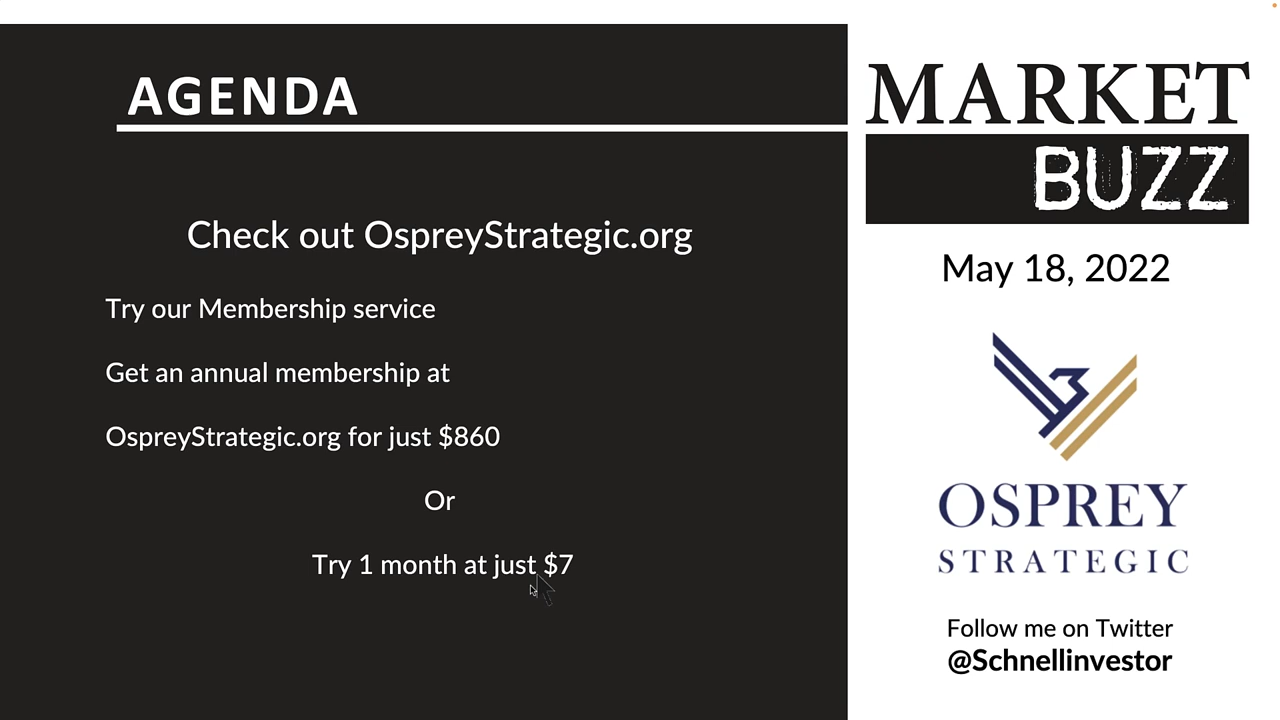 AGENDA
Check out OspreyStrategic.org
Try our Membership service
Get an annual membership at
OspreyStrategic.org for just $860
Or
Try 1 month at just $7
MARKET
BUZZ
May 18, 2022
OSPREY
STRATEGIC
Follow me on Twitter
@Schnellinvestor